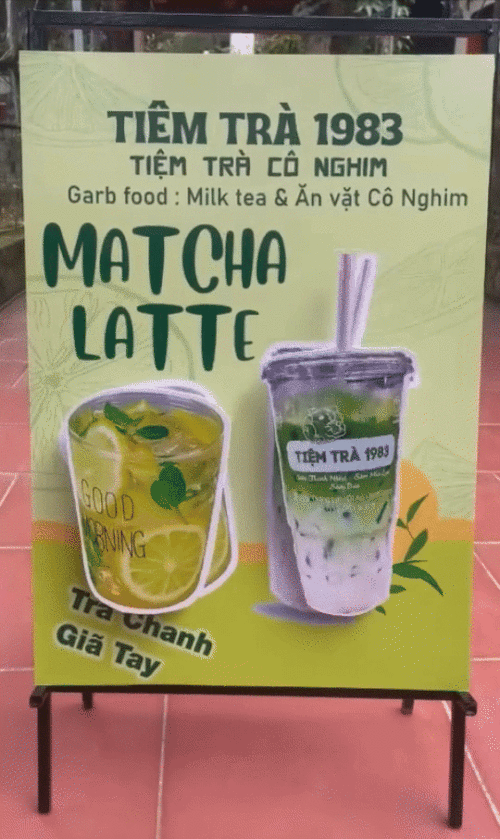 TIÊM TRÀ 1983
TIỆM TRÀ CÔ NGHIM
Garb food : Milk tea & Ăn vặt Cô Nghim
MATCHA
LATTE
TIỆM TRÀ 1983
GOOD
MORNING
Trà Chanh
Giã Tay